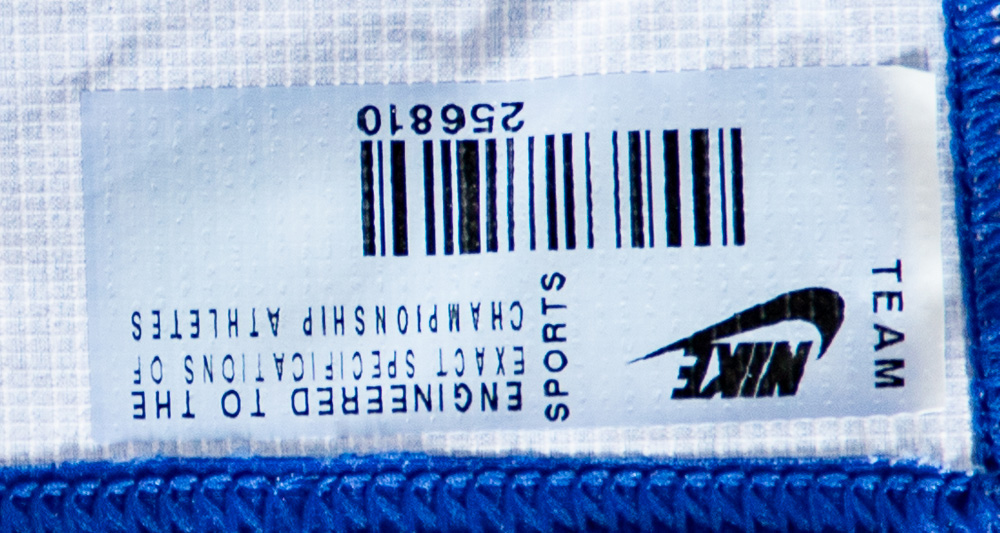 TEAM
NIKE
SPORTS
ENGINEERED TO THE
EXACT SPECIFICATIONS OF
CHAMPIONSHIP ATHLETES
256810